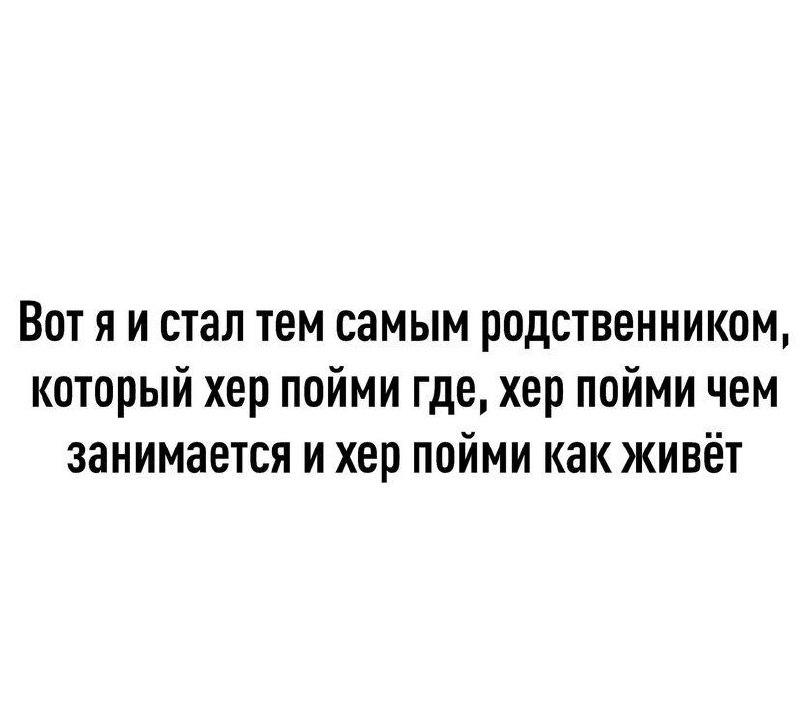 Вот я и стал тем самым родственником,
который хер пойми где, хер пойми чем
занимается и хер пойми как живёт